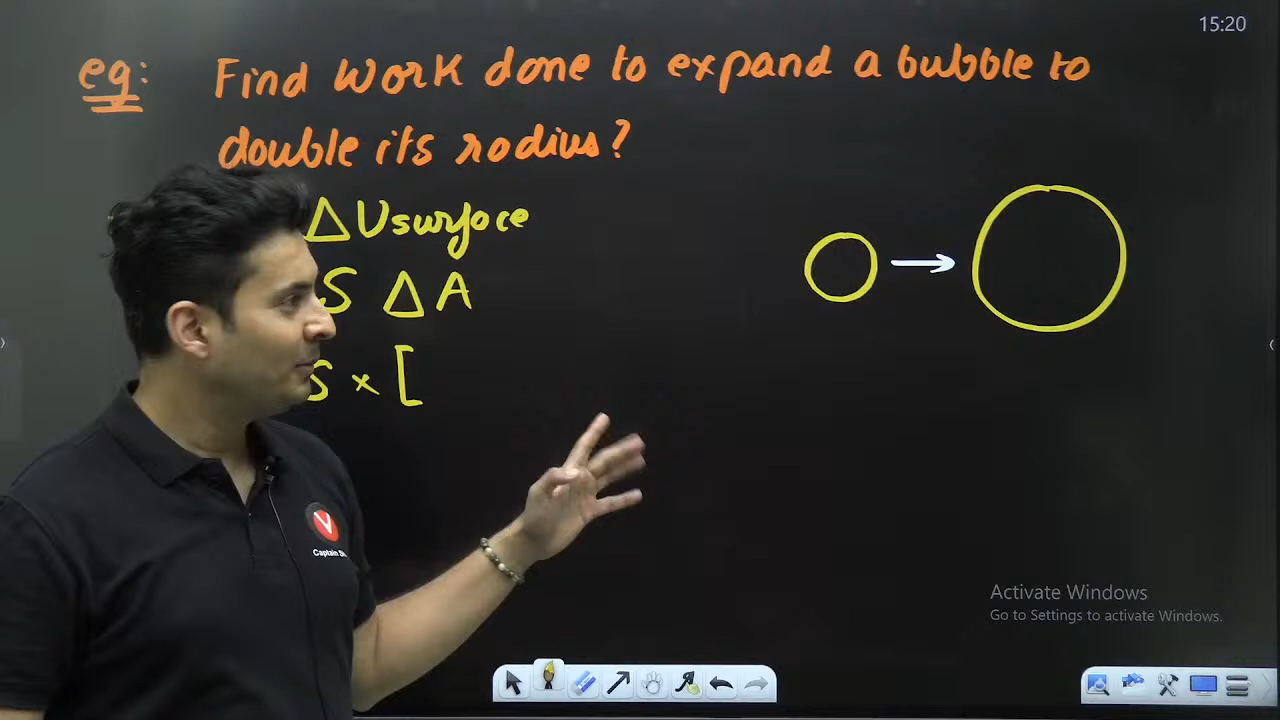 15:20
eg: Find work done to expand a bubble to
double its radius?
ΔUsurface
S ΔA
S × [
V
Captain
Activate Windows
Go to Settings to activate Windows.